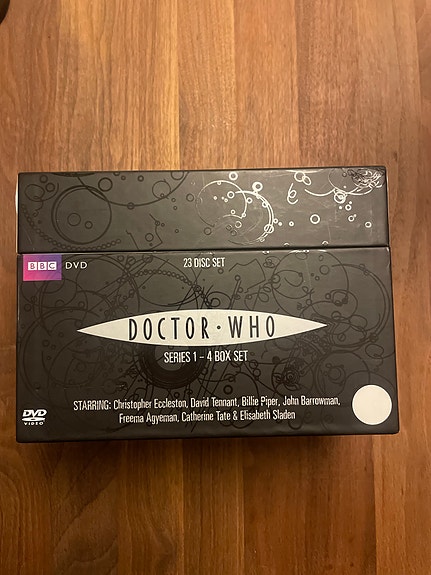 BBC DVD
23 DISC SET
DOCTOR · WHO
SERIES 1 – 4 BOX SET
STARRING: Christopher Eccleston, David Tennant, Billie Piper, John Barrowman,
Freema Agyeman, Catherine Tate & Elisabeth Sladen
DVD
VIDEO